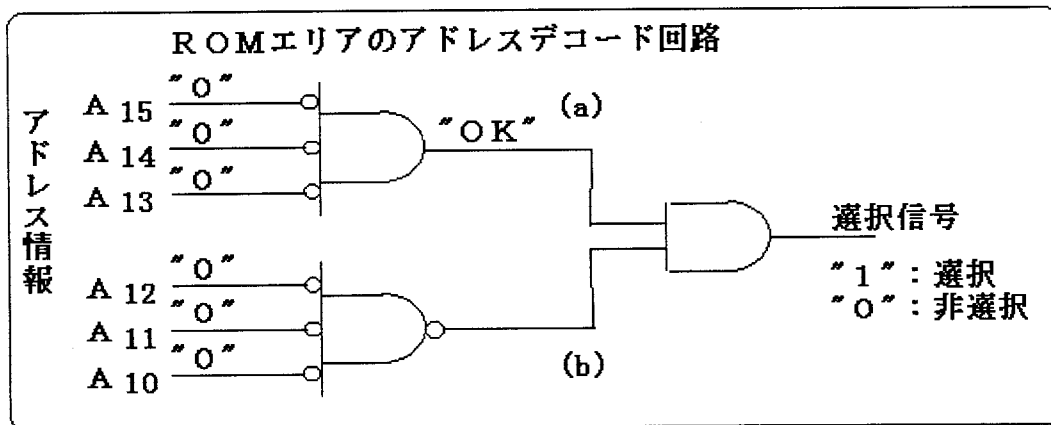 ROMエリアのアドレスデコード回路
アドレス情報
A 15 "0"
A 14 "0"
A 13 "0"
"OK"
(a)
A 12 "0"
A 11 "0"
A 10 "0"
(b)
選択信号
"1":選択
"0":非選択